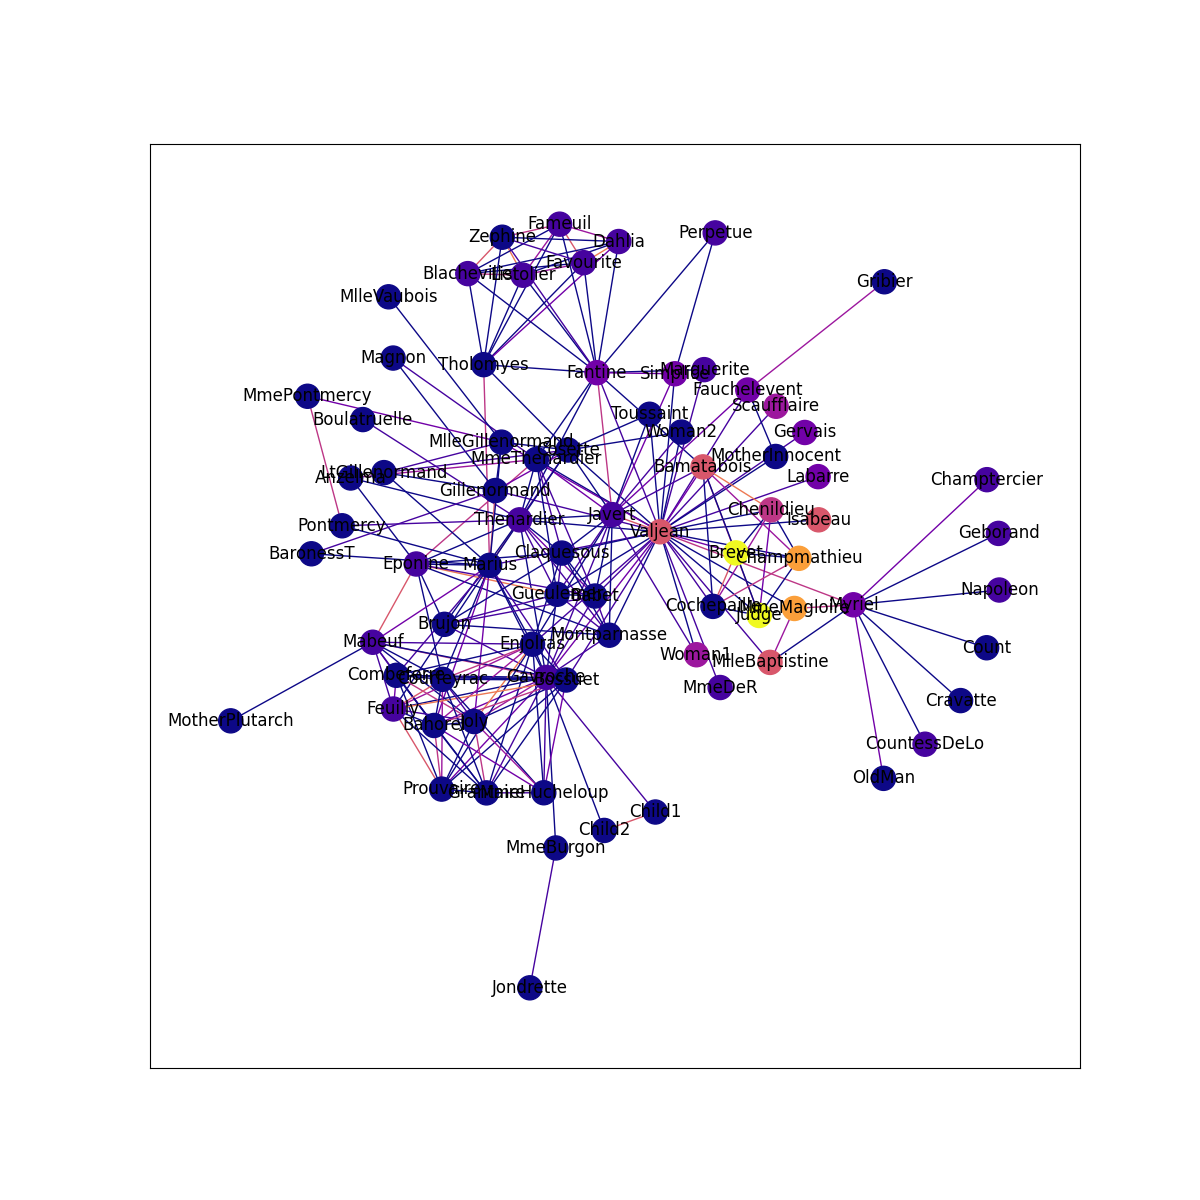 Fameuil
Zephine
Dahlia
Perpetue
Favourite
Blacheville
Listolier
Gribier
MlleVaubois
Magnon
Tholomyes
Fantine
Simplice
Marguerite
Fauchelevent
MmePontmercy
Scaufflaire
Boulatruelle
Toussaint
Woman2
Gervais
MlleGillenormand
Cosette
MmeThenardier
MotherInnocent
Bamatabois
LtGillenormand
Anzelme
Labarre
Champtercier
Gillenormand
Chenildieu
Javert
Thenardier
Isabeau
Pontmercy
Valjean
Geborand
BaronessT
Claquesous
Brevet
Champmathieu
Eponine
Marius
Napoleon
Gueulemer
Babet
Cochepaille
MmeMagloire
Myriel
Judge
Brujon
Montparnasse
Mabeuf
Enjolras
Count
Woman1
MlleBaptistine
Combeferre
Courfeyrac
Gavroche
Bossuet
MmeDeR
Cravatte
Feuilly
MotherPlutarch
Bahorel
Joly
CountessDeLo
OldMan
Prouvaire
Grantaire
MmeHucheloup
Child1
Child2
MmeBurgon
Jondrette